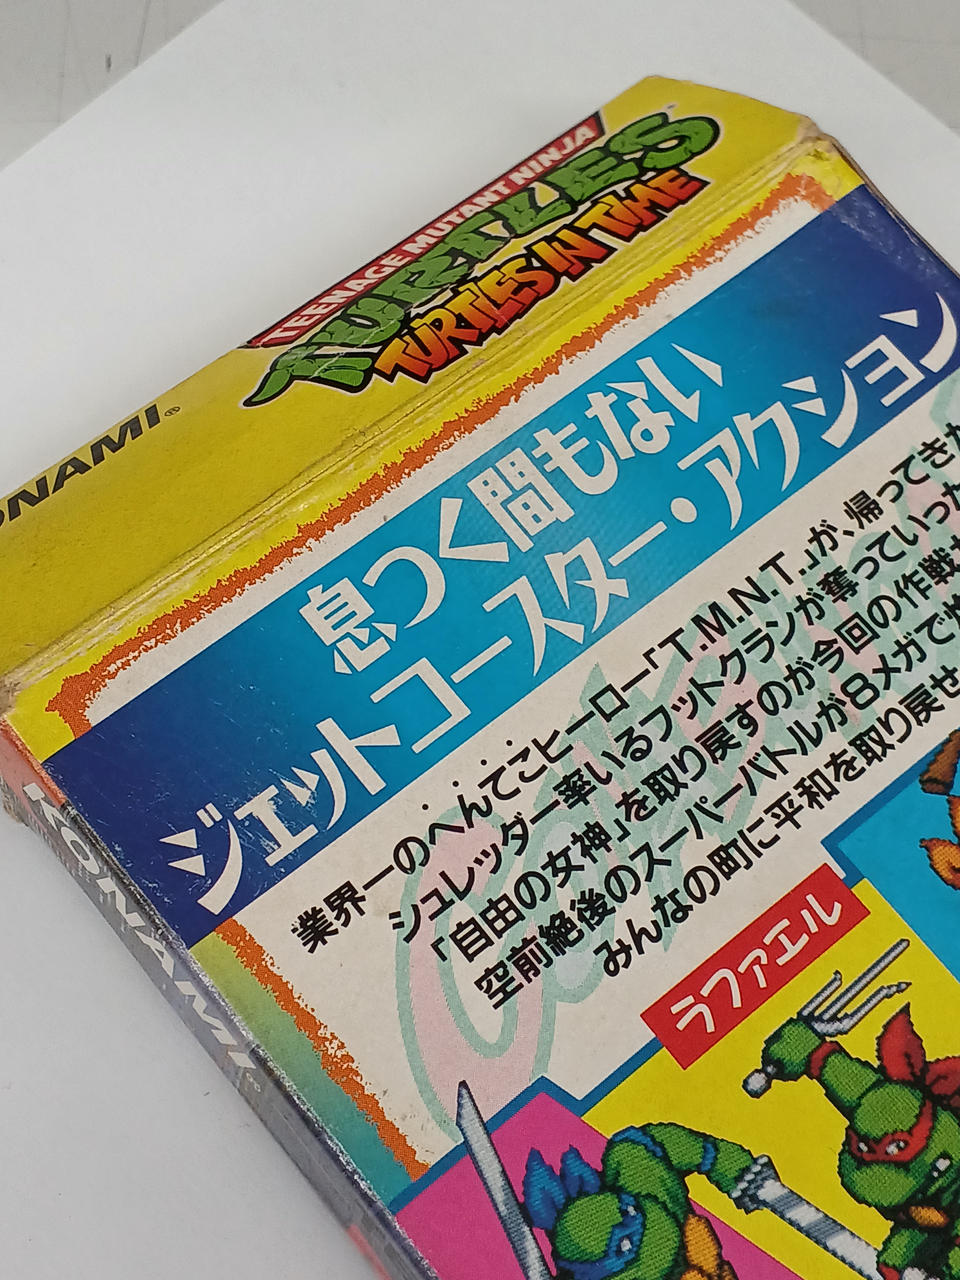 TEENAGE MUTANT NINJA
TURTLES
TURTLES IN TIME
ONAMI®
息つく間もない
ジェットコースター・アクション
業界一のへんてこヒーロー「T.M.N.T.」が、帰ってきた
シュレッダー率いるフットクランが奪っていった
「自由の女神」を取り戻すのが今回の作戦
空前絶後のスーパーバトルが8メガで
みんなの町に平和を取り戻せ
ラファエル
KONAMI®